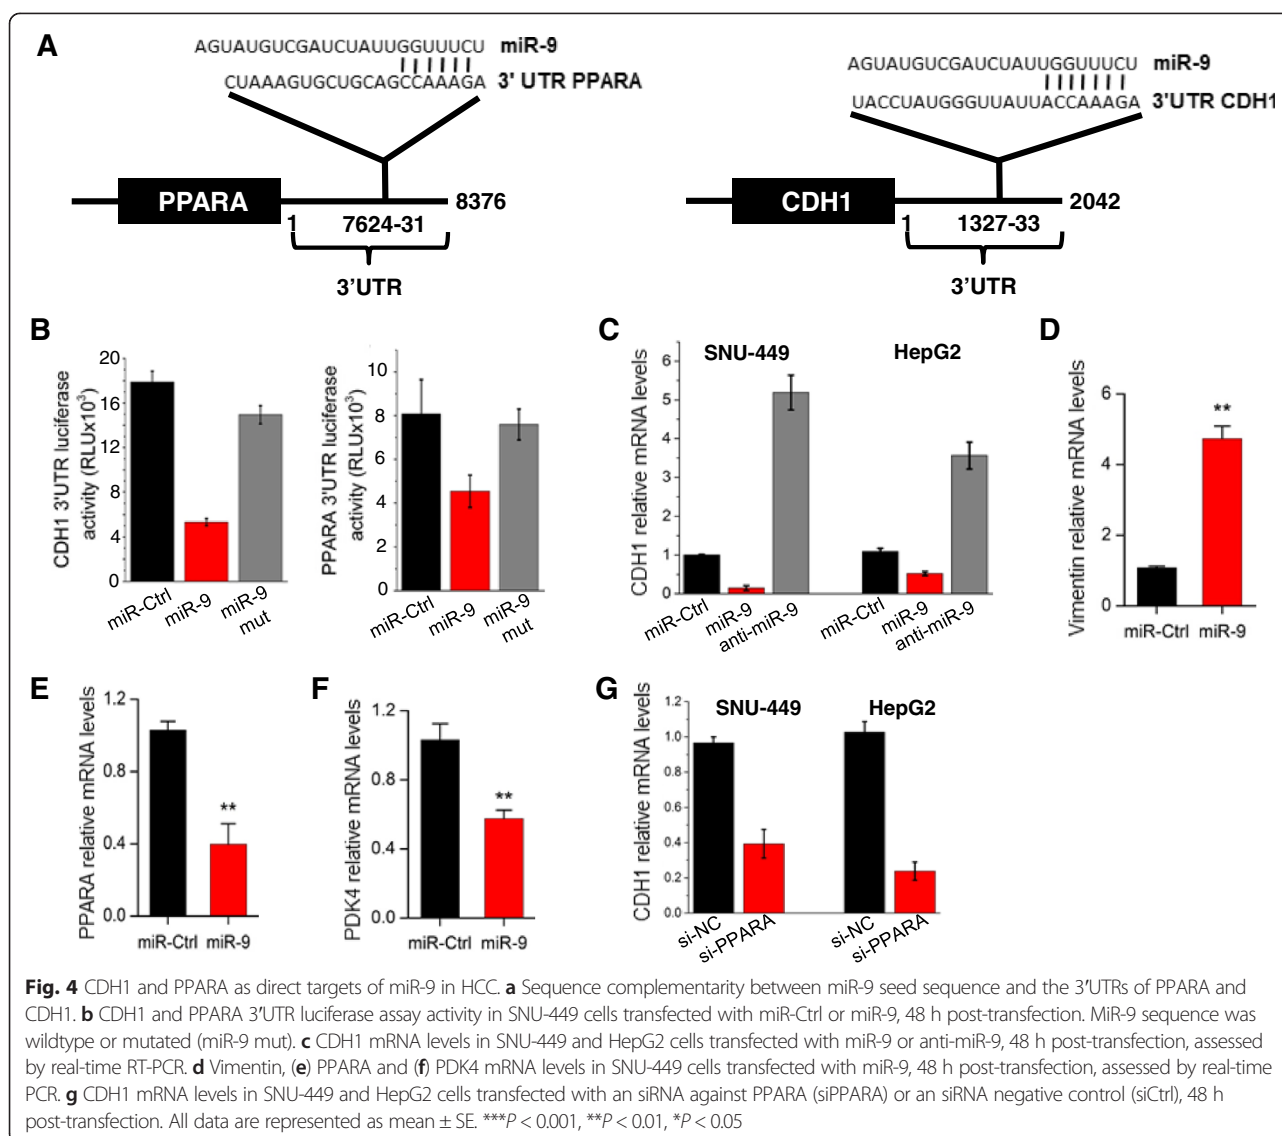 A
AGUAUGUCGAUCUAUUGGUUUCU miR-9
CUAAAGUGCUGCAGCCAAAGA 3' UTR PPARA
PPARA
1
7624-31
8376
3'UTR
AGUAUGUCGAUCUAUUGGUUUCU miR-9
UACCUAUGGGUUAUUACCAAAGA 3'UTR CDH1
CDH1
1
1327-33
2042
3'UTR
B
CDH1 3'UTR luciferase
activity (RLUx10³)
20
16
12
8
4
0
miR-Ctrl
miR-9
miR-9
mut
PPARA 3'UTR luciferase
activity (RLUx10³)
10
8
6
4
2
0
miR-Ctrl
miR-9
miR-9
mut
C
CDH1 relative mRNA levels
SNU-449
HepG2
6
5
4
3
2
1
0
miR-Ctrl
miR-9
anti-miR-9
miR-Ctrl
miR-9
anti-miR-9
D
Vimentin relative mRNA levels
6
4
2
0
**
miR-Ctrl
miR-9
E
PPARA relative mRNA levels
1.2
0.8
0.4
0.0
**
miR-Ctrl
miR-9
F
PDK4 relative mRNA levels
1.2
0.8
0.4
0.0
**
miR-Ctrl
miR-9
G
CDH1 relative mRNA levels
SNU-449
HepG2
1.2
1.0
0.8
0.6
0.4
0.2
0.0
si-NC
si-PPARA
si-NC
si-PPARA
Fig. 4 CDH1 and PPARA as direct targets of miR-9 in HCC. a Sequence complementarity between miR-9 seed sequence and the 3′UTRs of PPARA and
CDH1. b CDH1 and PPARA 3′UTR luciferase assay activity in SNU-449 cells transfected with miR-Ctrl or miR-9, 48 h post-transfection. MiR-9 sequence was
wildtype or mutated (miR-9 mut). c CDH1 mRNA levels in SNU-449 and HepG2 cells transfected with miR-9 or anti-miR-9, 48 h post-transfection, assessed
by real-time RT-PCR. d Vimentin, (e) PPARA and (f) PDK4 mRNA levels in SNU-449 cells transfected with miR-9, 48 h post-transfection, assessed by real-time
PCR. g CDH1 mRNA levels in SNU-449 and HepG2 cells transfected with an siRNA against PPARA (siPPARA) or an siRNA negative control (siCtrl), 48 h
post-transfection. All data are represented as mean ± SE. ***P < 0.001, **P < 0.01, *P < 0.05